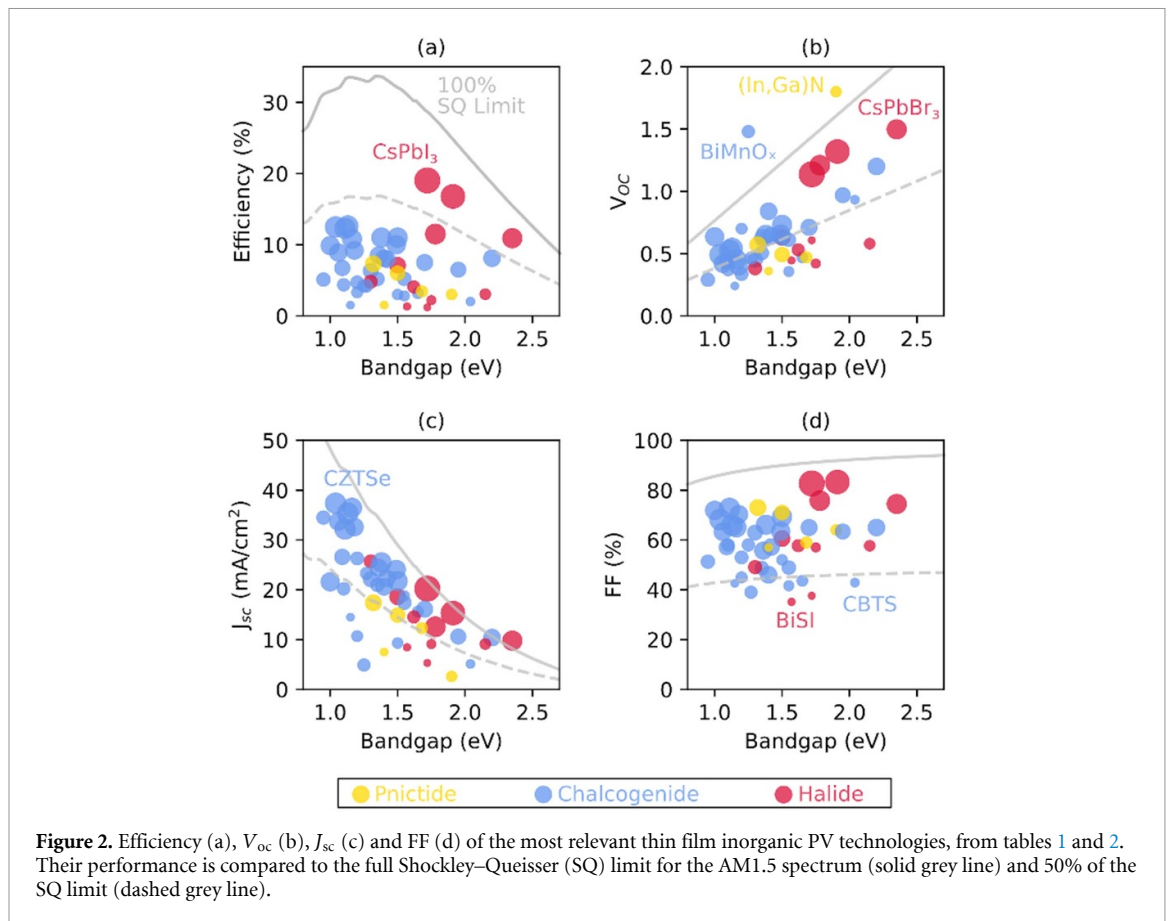 (a)
Efficiency (%)
30
20
10
0
1.0 1.5 2.0 2.5
Bandgap (eV)
100%
SQ Limit
CsPbI₃
(b)
V_OC
2.0
1.5
1.0
0.5
0.0
1.0 1.5 2.0 2.5
Bandgap (eV)
(In,Ga)N
CsPbBr₃
BiMnOₓ
(c)
J_sc (mA/cm²)
50
40
30
20
10
0
1.0 1.5 2.0 2.5
Bandgap (eV)
CZTSe
(d)
FF (%)
100
80
60
40
20
0
1.0 1.5 2.0 2.5
Bandgap (eV)
BiSI
CBTS
Pnictide Chalcogenide Halide
Figure 2. Efficiency (a), V_oc (b), J_sc (c) and FF (d) of the most relevant thin film inorganic PV technologies, from tables 1 and 2.
Their performance is compared to the full Shockley–Queisser (SQ) limit for the AM1.5 spectrum (solid grey line) and 50% of the
SQ limit (dashed grey line).